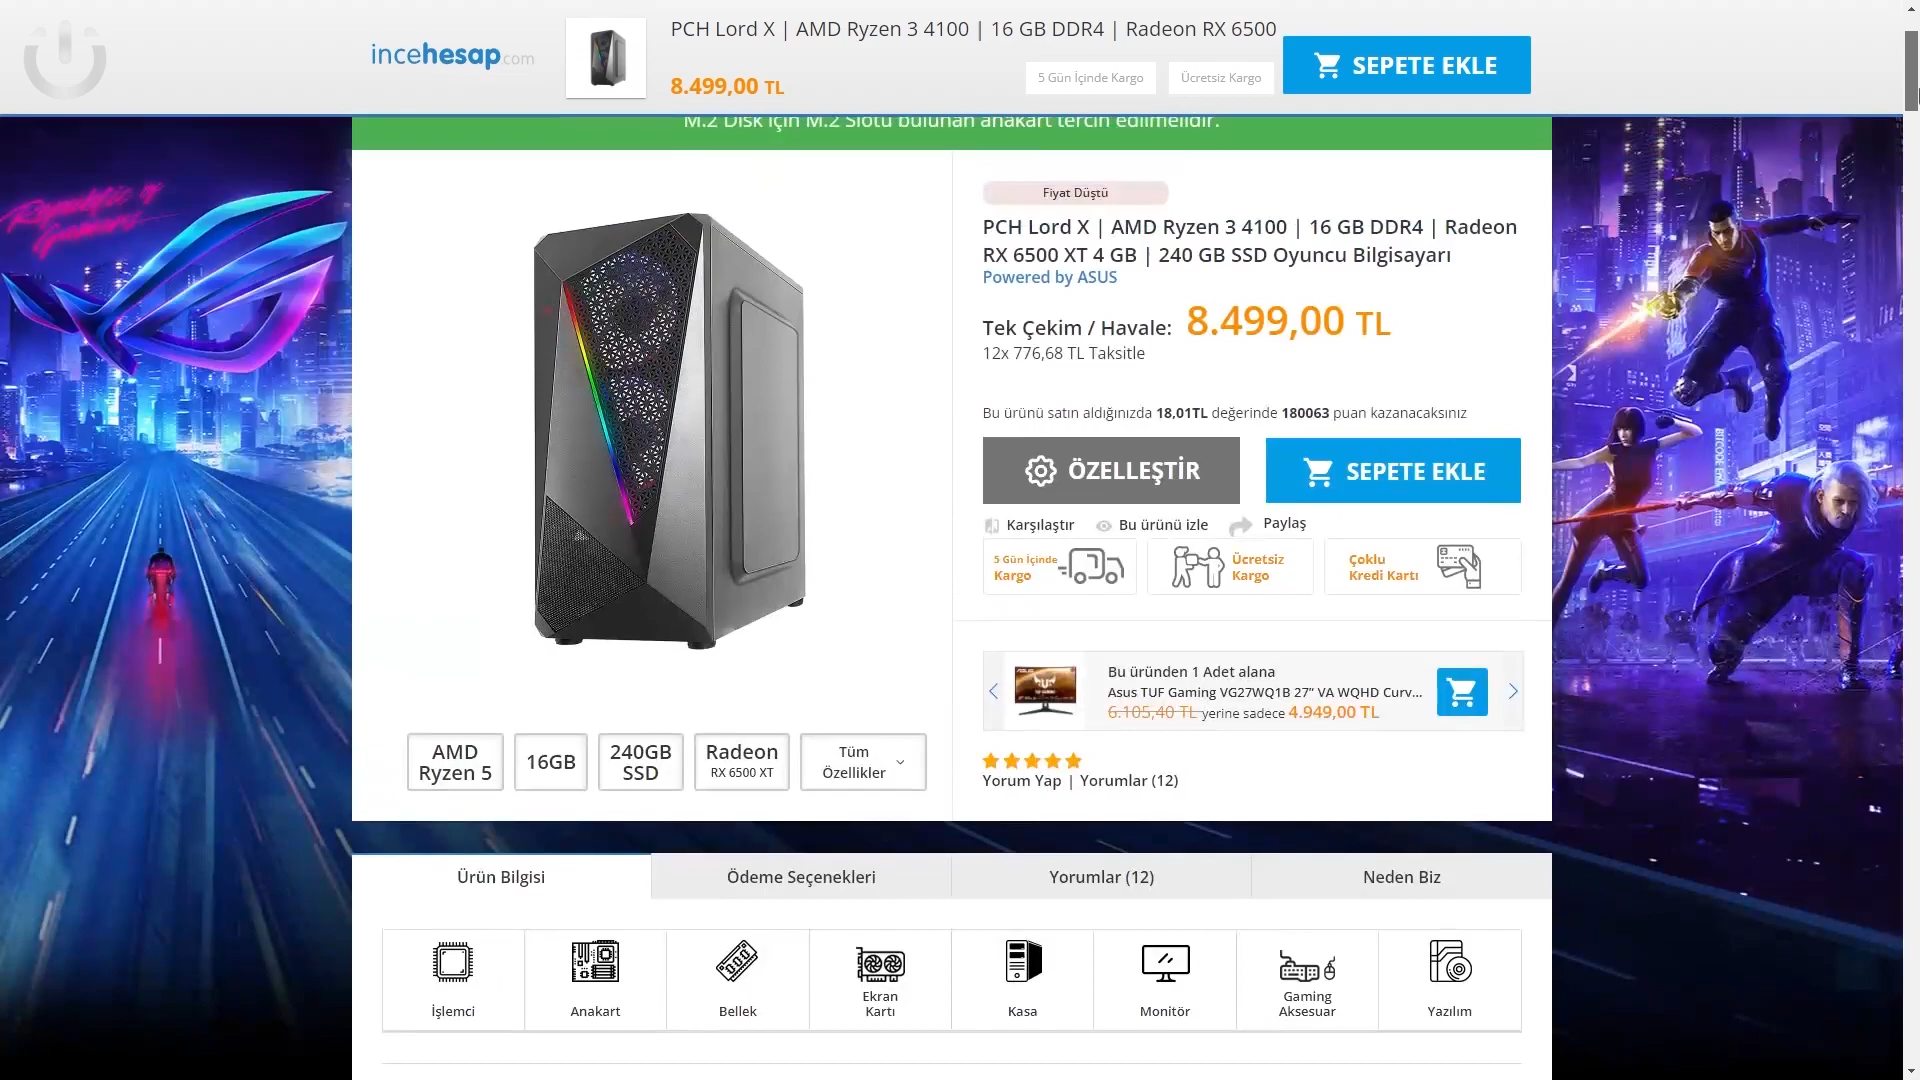 incehesap.com
PCH Lord X | AMD Ryzen 3 4100 | 16 GB DDR4 | Radeon RX 6500
8.499,00 TL
5 Gün İçinde Kargo
Ücretsiz Kargo
SEPETE EKLE
M.2 Disk için M.2 Slotu bulunan anakart tercih edilmelidir.
Republic of
Gamers
Fiyat Düştü
PCH Lord X | AMD Ryzen 3 4100 | 16 GB DDR4 | Radeon
RX 6500 XT 4 GB | 240 GB SSD Oyuncu Bilgisayarı
Powered by ASUS
Tek Çekim / Havale: 8.499,00 TL
12x 776,68 TL Taksitle
Bu ürünü satın aldığınızda 18,01TL değerinde 180063 puan kazanacaksınız
ÖZELLEŞTİR
SEPETE EKLE
Karşılaştır
Bu ürünü izle
Paylaş
5 Gün İçinde
Kargo
Ücretsiz
Kargo
Çoklu
Kredi Kartı
Bu üründen 1 Adet alana
Asus TUF Gaming VG27WQ1B 27” VA WQHD Curv...
6.105,40 TL yerine sadece 4.949,00 TL
AMD
Ryzen 5
16GB
240GB
SSD
Radeon
RX 6500 XT
Tüm
Özellikler
Yorum Yap | Yorumlar (12)
Ürün Bilgisi
Ödeme Seçenekleri
Yorumlar (12)
Neden Biz
İşlemci
Anakart
Bellek
Ekran
Kartı
Kasa
Monitör
Gaming
Aksesuar
Yazılım